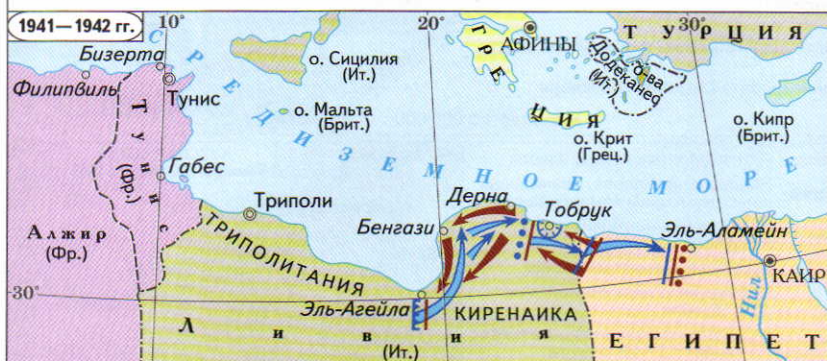 1941—1942 гг.
10°
20°
30°
СРЕДИЗЕМНОЕ МОРЕ
Бизерта
Филипвиль
Тунис
Тунис
(Фр.)
Габес
Алжир
(Фр.)
о. Сицилия
(Ит.)
о. Мальта
(Брит.)
ГРЕЦИЯ
АФИНЫ
ТУРЦИЯ
о-ва
Додеканес
(Ит.)
о. Крит
(Грец.)
о. Кипр
(Брит.)
Триполи
ТРИПОЛИТАНИЯ
Бенгази
Дерна
Тобрук
Эль-Аламейн
КАИР
Нил
30°
Эль-Агейла
КИРЕНАИКА
Ливия
(Ит.)
ЕГИПЕТ